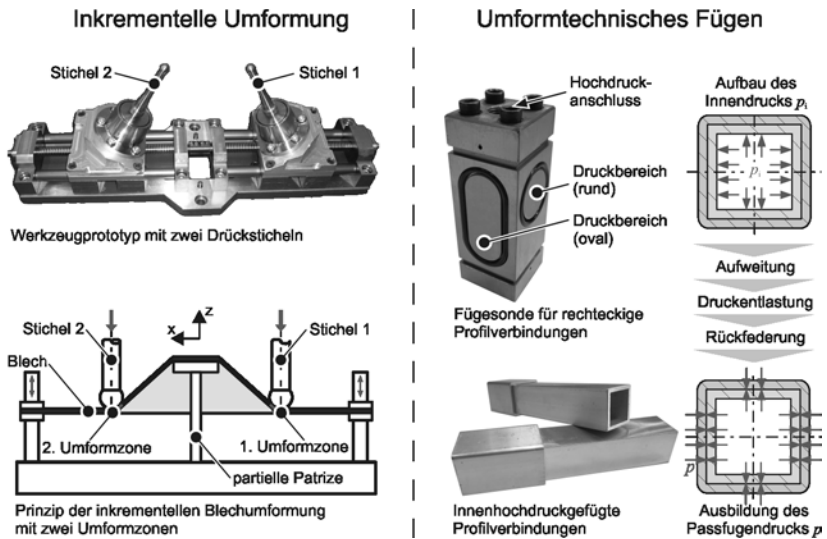 Inkrementelle Umformung
Stichel 2
Stichel 1
Werkzeugprototyp mit zwei Drücksticheln
Stichel 2
z
x
Stichel 1
Blech
2. Umformzone
1. Umformzone
partielle Patrize
Prinzip der inkrementellen Blechumformung
mit zwei Umformzonen
Umformtechnisches Fügen
Hochdruck-
anschluss
Druckbereich
(rund)
Druckbereich
(oval)
Fügesonde für rechteckige
Profilverbindungen
Innenhochdruckgefügte
Profilverbindungen
Aufbau des
Innendrucks pi
pi
Aufweitung
Druckentlastung
Rückfederung
p
Ausbildung des
Passfugendrucks p